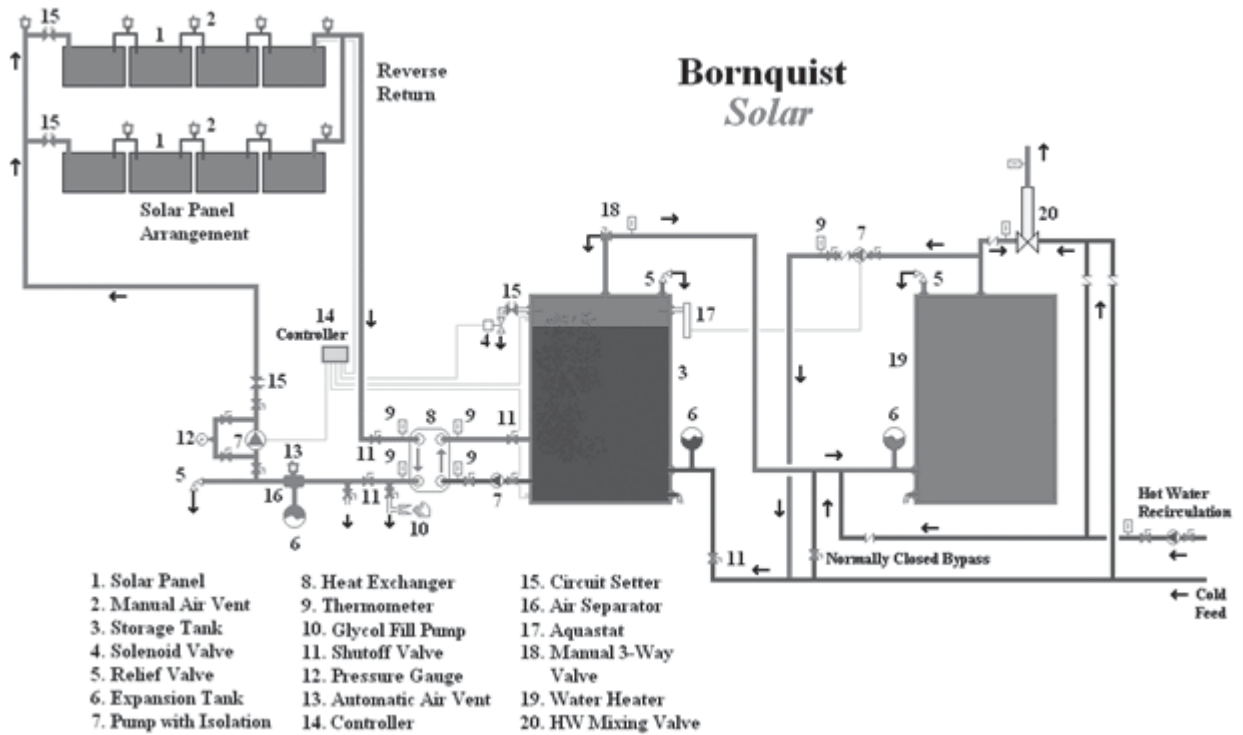 15
1
2
Reverse
Return
Bornquist
Solar
15
1
2
Solar Panel
Arrangement
18
9
7
20
5
5
15
14
Controller
4
17
3
19
15
12
7
13
9
8
9
11
6
6
11
9
9
5
16
11
7
10
6
Hot Water
Recirculation
11
Normally Closed Bypass
Cold
Feed
1. Solar Panel
2. Manual Air Vent
3. Storage Tank
4. Solenoid Valve
5. Relief Valve
6. Expansion Tank
7. Pump with Isolation
8. Heat Exchanger
9. Thermometer
10. Glycol Fill Pump
11. Shutoff Valve
12. Pressure Gauge
13. Automatic Air Vent
14. Controller
15. Circuit Setter
16. Air Separator
17. Aquastat
18. Manual 3-Way
Valve
19. Water Heater
20. HW Mixing Valve